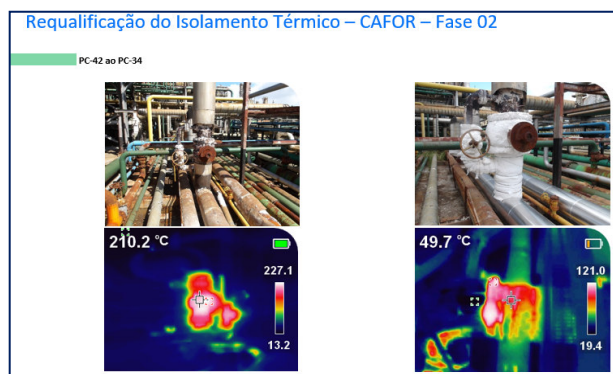 Requalificação do Isolamento Térmico – CAFOR – Fase 02
PC-42 ao PC-34
210.2 °C
227.1
13.2
49.7 °C
121.0
19.4